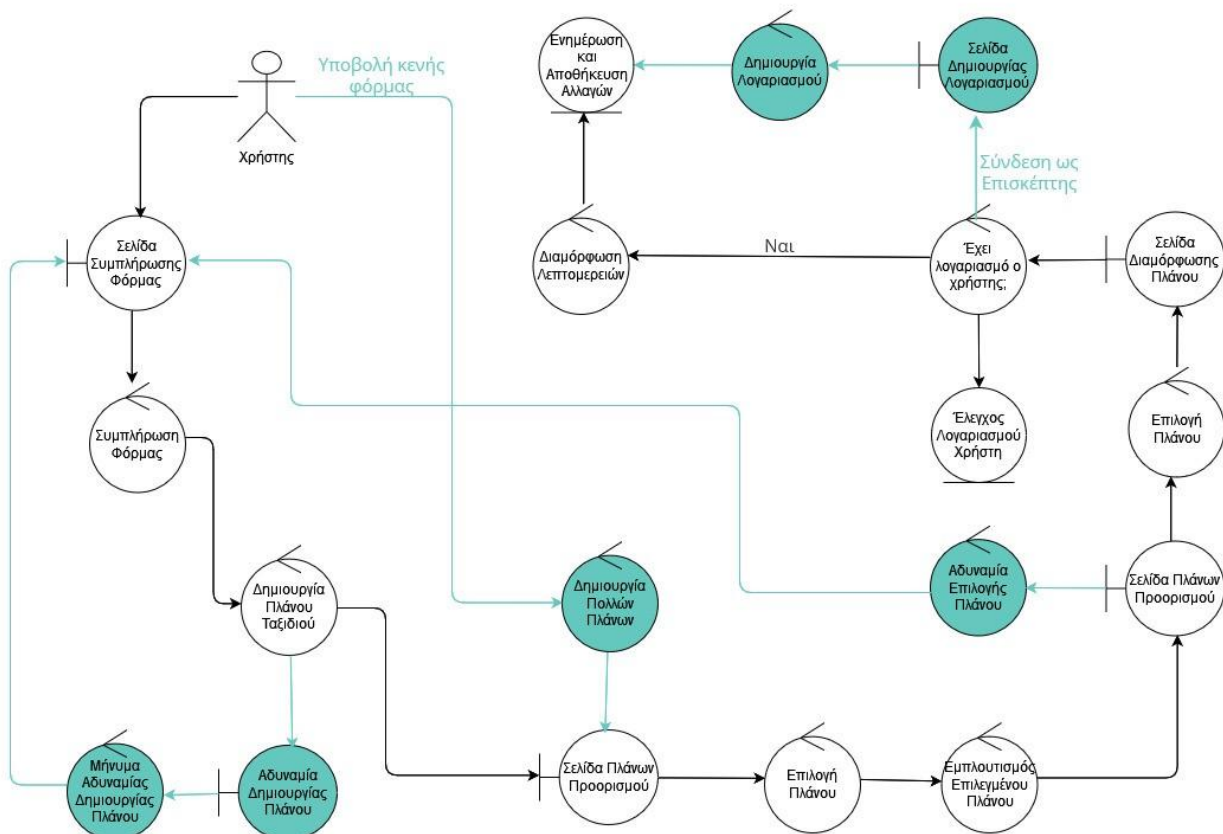 Υποβολή κενής
φόρμας
Χρήστης
Ενημέρωση
και
Αποθήκευση
Αλλαγών
Δημιουργία
Λογαριασμού
Σελίδα
Δημιουργίας
Λογαριασμού
Σύνδεση ως
Επισκέπτης
Σελίδα
Συμπλήρωσης
Φόρμας
Διαμόρφωση
Λεπτομερειών
Ναι
Έχει
λογαριασμό ο
χρήστης;
Σελίδα
Διαμόρφωσης
Πλάνου
Συμπλήρωση
Φόρμας
Έλεγχος
Λογαριασμού
Χρήστη
Επιλογή
Πλάνου
Δημιουργία
Πλάνου
Ταξιδιού
Δημιουργία
Πολλών
Πλάνων
Αδυναμία
Επιλογής
Πλάνου
Σελίδα Πλάνων
Προορισμού
Μήνυμα
Αδυναμίας
Δημιουργίας
Πλάνου
Αδυναμία
Δημιουργίας
Πλάνου
Σελίδα Πλάνων
Προορισμού
Επιλογή
Πλάνου
Εμπλουτισμός
Επιλεγμένου
Πλάνου